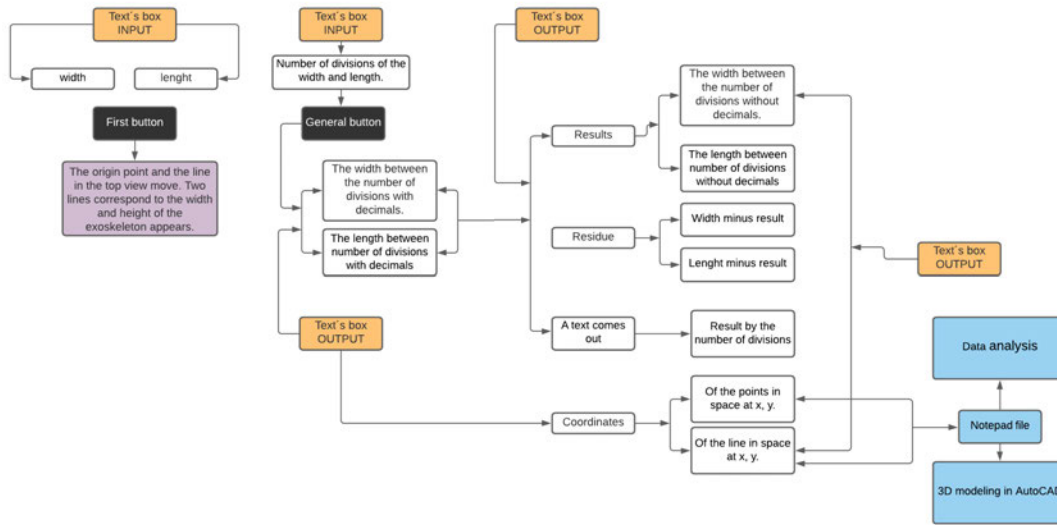 Text´s box
INPUT
width
lenght
First button
The origin point and the line
in the top view move. Two
lines correspond to the width
and height of the
exoskeleton appears.
Text´s box
INPUT
Number of divisions of
the width and length.
General button
The width between
the number of
divisions with
decimals.
The length between
number of divisions
with decimals
Text´s box
OUTPUT
Text´s box
OUTPUT
Results
The width between
the number of
divisions without
decimals.
The length between
number of divisions
without decimals
Residue
Width minus result
Lenght minus result
A text comes
out
Result by the
number of divisions
Coordinates
Of the points in
space at x, y.
Of the line in space
at x, y.
Text´s box
OUTPUT
Data analysis
Notepad file
3D modeling in AutoCAD